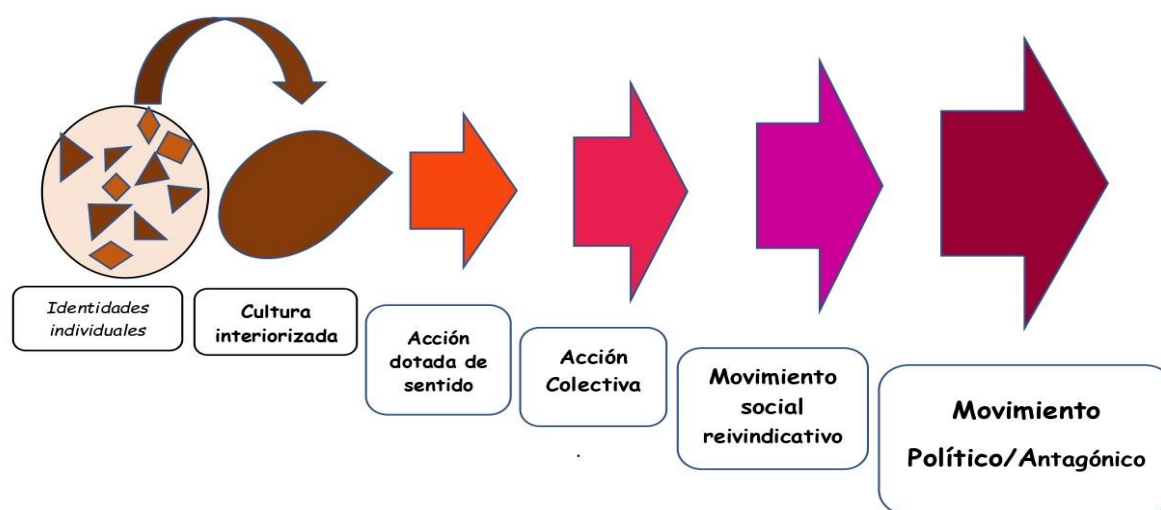 Identidades
individuales
Cultura
interiorizada
Acción
dotada de
sentido
Acción
Colectiva
Movimiento
social
reivindicativo
Movimiento
Político/Antagónico
.